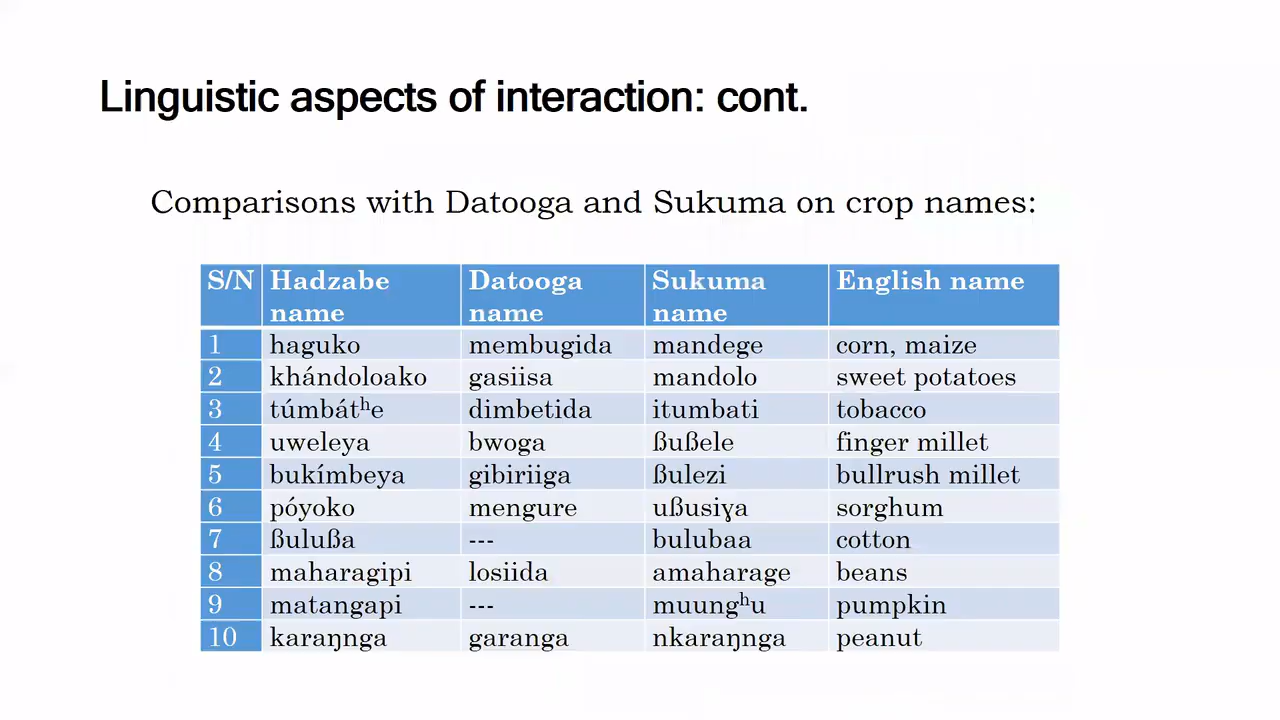 Linguistic aspects of interaction: cont.
Comparisons with Datooga and Sukuma on crop names:
S/N Hadzabe name Datooga name Sukuma name English name
1 haguko membugida mandege corn, maize
2 khándoloako gasiisa mandolo sweet potatoes
3 túmbátʰe dimbetida itumbati tobacco
4 uweleya bwoga ßußele finger millet
5 bukímbeya gibiriiga ßulezi bullrush millet
6 póyoko mengure ußusiɣa sorghum
7 ßulußa --- bulubaa cotton
8 maharagipi losiida amaharage beans
9 matangapi --- muungʰu pumpkin
10 karaŋnga garanga nkaraŋnga peanut